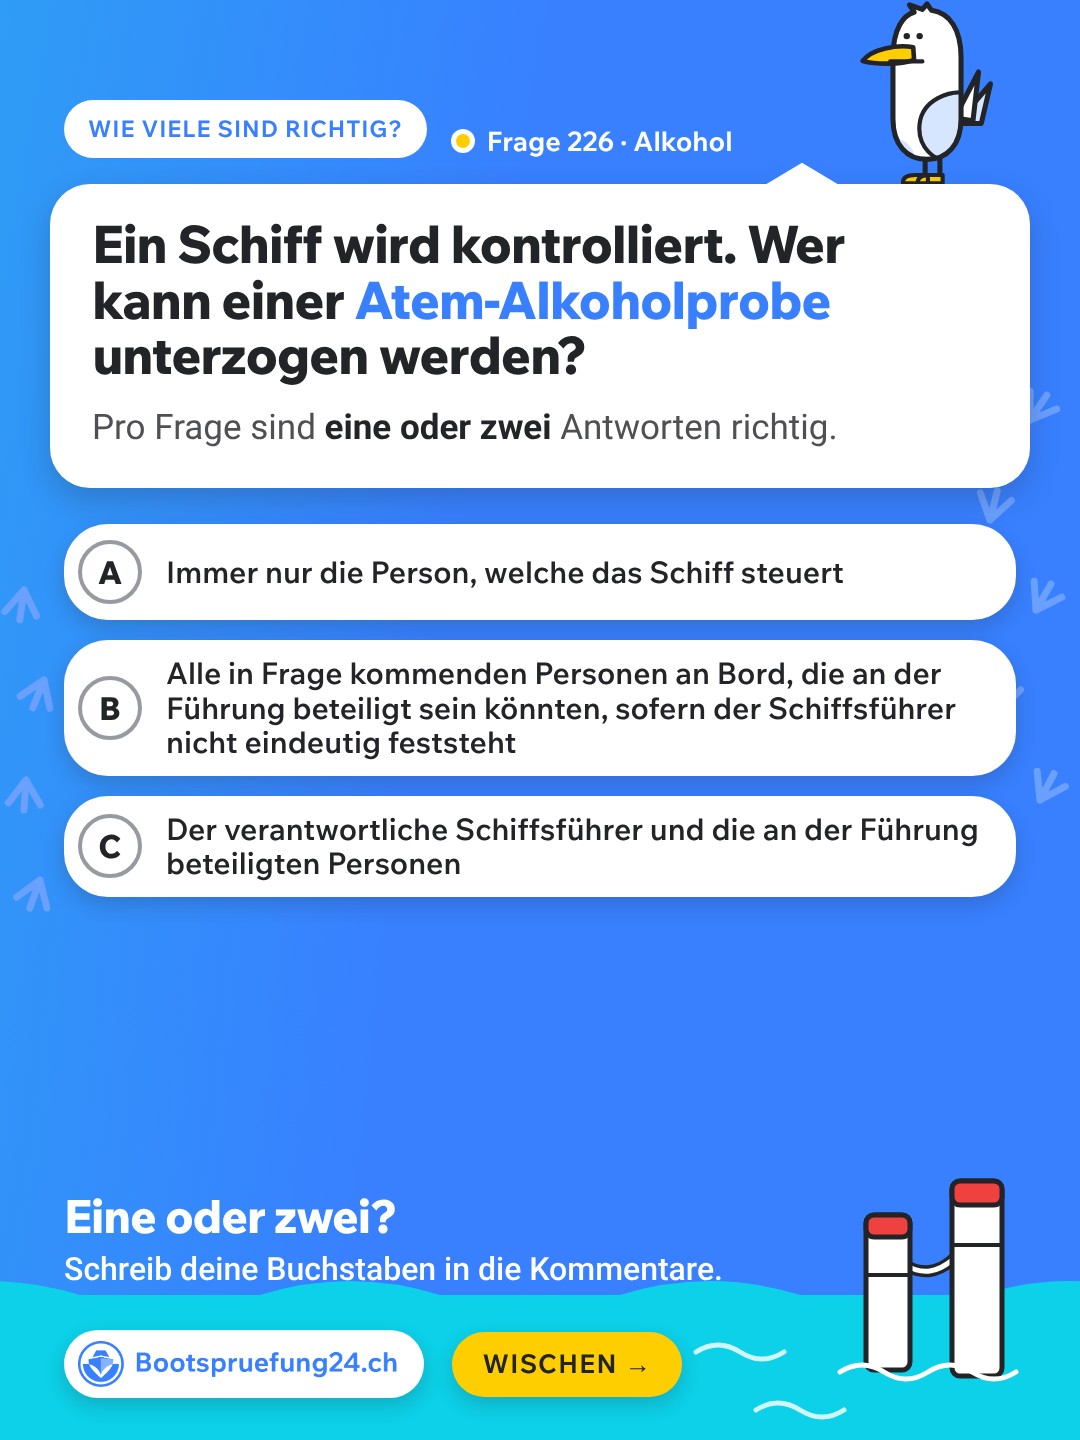 WIE VIELE SIND RICHTIG?
Frage 226 · Alkohol
Ein Schiff wird kontrolliert. Wer
kann einer Atem-Alkoholprobe
unterzogen werden?
Pro Frage sind eine oder zwei Antworten richtig.
A Immer nur die Person, welche das Schiff steuert
B Alle in Frage kommenden Personen an Bord, die an der
Führung beteiligt sein könnten, sofern der Schiffsführer
nicht eindeutig feststeht
C Der verantwortliche Schiffsführer und die an der Führung
beteiligten Personen
Eine oder zwei?
Schreib deine Buchstaben in die Kommentare.
Bootspruefung24.ch
WISCHEN →